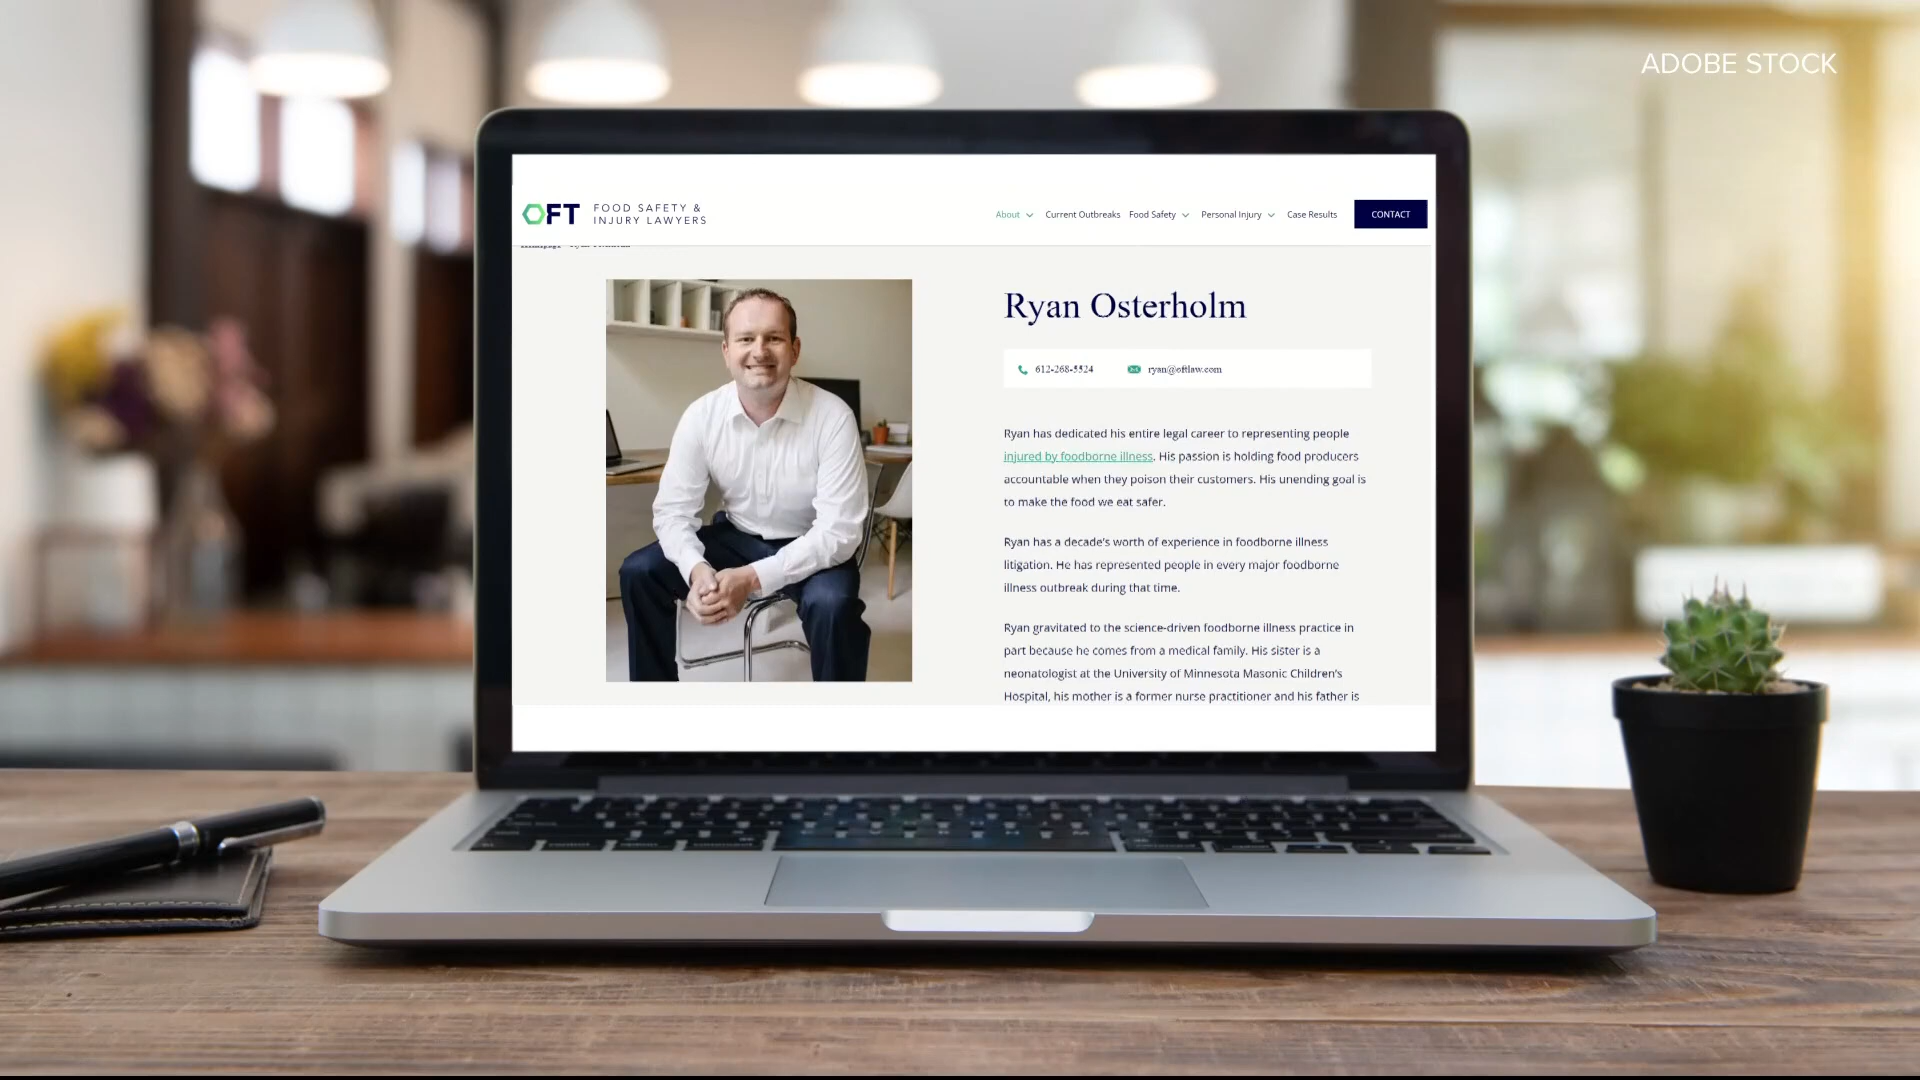 ADOBE STOCK
OFT
FOOD SAFETY &
INJURY LAWYERS
About
Current Outbreaks
Food Safety
Personal Injury
Case Results
CONTACT
Ryan Osterholm
612-268-5524
ryan@oftlaw.com
Ryan has dedicated his entire legal career to representing people
injured by foodborne illness. His passion is holding food producers
accountable when they poison their customers. His unending goal is
to make the food we eat safer.
Ryan has a decade's worth of experience in foodborne illness
litigation. He has represented people in every major foodborne
illness outbreak during that time.
Ryan gravitated to the science-driven foodborne illness practice in
part because he comes from a medical family. His sister is a
neonatologist at the University of Minnesota Masonic Children's
Hospital, his mother is a former nurse practitioner and his father is